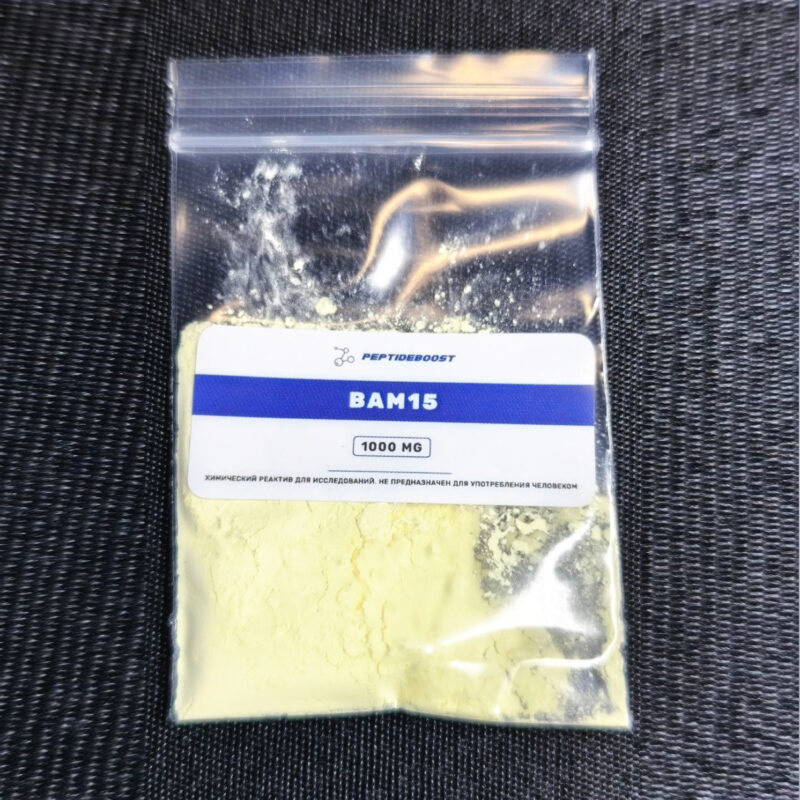 PEPTIDEBOOST
BAM15
1000 MG
ХИМИЧЕСКИЙ РЕАКТИВ ДЛЯ ИССЛЕДОВАНИЙ. НЕ ПРЕДНАЗНАЧЕН ДЛЯ УПОТРЕБЛЕНИЯ ЧЕЛОВЕКОМ